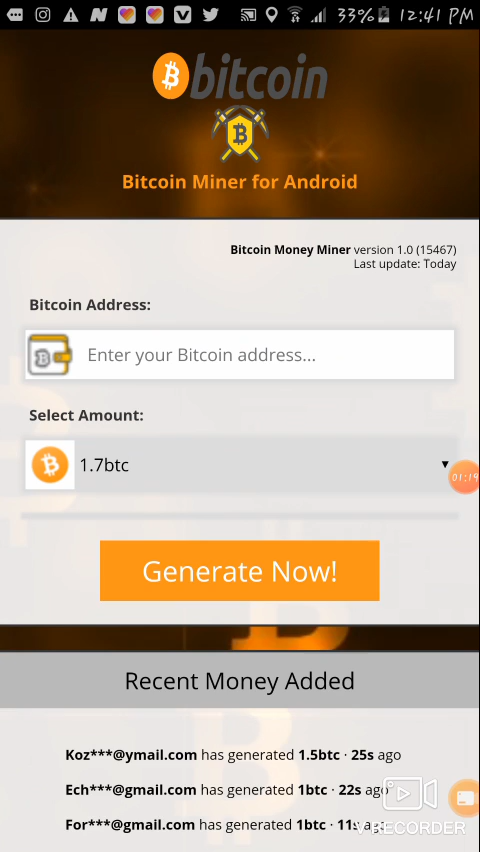 33% 12:41 PM
bitcoin
Bitcoin Miner for Android
Bitcoin Money Miner version 1.0 (15467)
Last update: Today
Bitcoin Address:
Enter your Bitcoin address...
Select Amount:
1.7btc
01:19
Generate Now!
Recent Money Added
Koz***@ymail.com has generated 1.5btc · 25s ago
Ech***@gmail.com has generated 1btc · 22s ago
For***@gmail.com has generated 1btc · 11s ago
V RECORDER